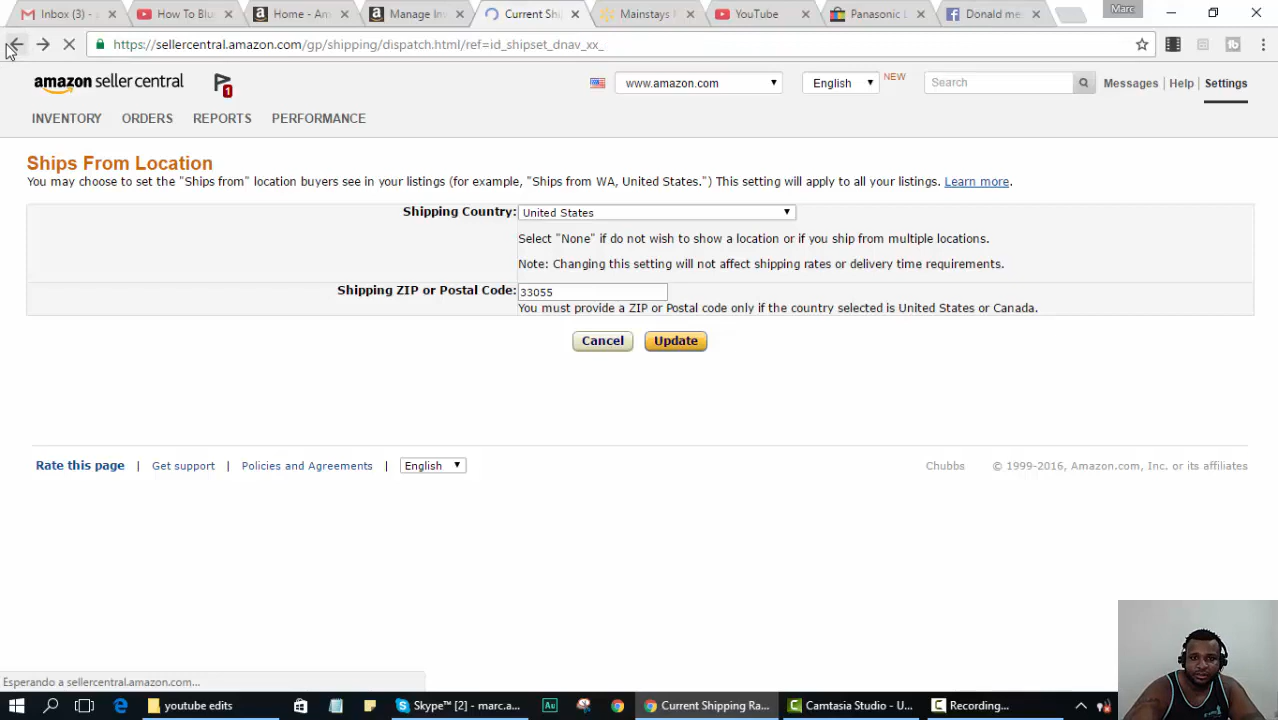 Inbox (3) -
How To Blu
Home - Am
Manage Inv
Current Shi
Mainstays
YouTube
Panasonic
Donald me
Marc
https://sellercentral.amazon.com/gp/shipping/dispatch.html/ref=id_shipset_dnav_xx_
amazon seller central
1
www.amazon.com
English
NEW
Search
Messages | Help | Settings
INVENTORY ORDERS REPORTS PERFORMANCE
Ships From Location
You may choose to set the "Ships from" location buyers see in your listings (for example, "Ships from WA, United States.") This setting will apply to all your listings. Learn more.
Shipping Country: United States
Select "None" if do not wish to show a location or if you ship from multiple locations.
Note: Changing this setting will not affect shipping rates or delivery time requirements.
Shipping ZIP or Postal Code: 33055
You must provide a ZIP or Postal code only if the country selected is United States or Canada.
Cancel Update
Rate this page | Get support | Policies and Agreements | English
Chubbs © 1999-2016, Amazon.com, Inc. or its affiliates
Esperando a sellercentral.amazon.com...
youtube edits
Skype™ [2] - marc.a...
Au
Current Shipping Ra...
Camtasia Studio - U...
Recording...